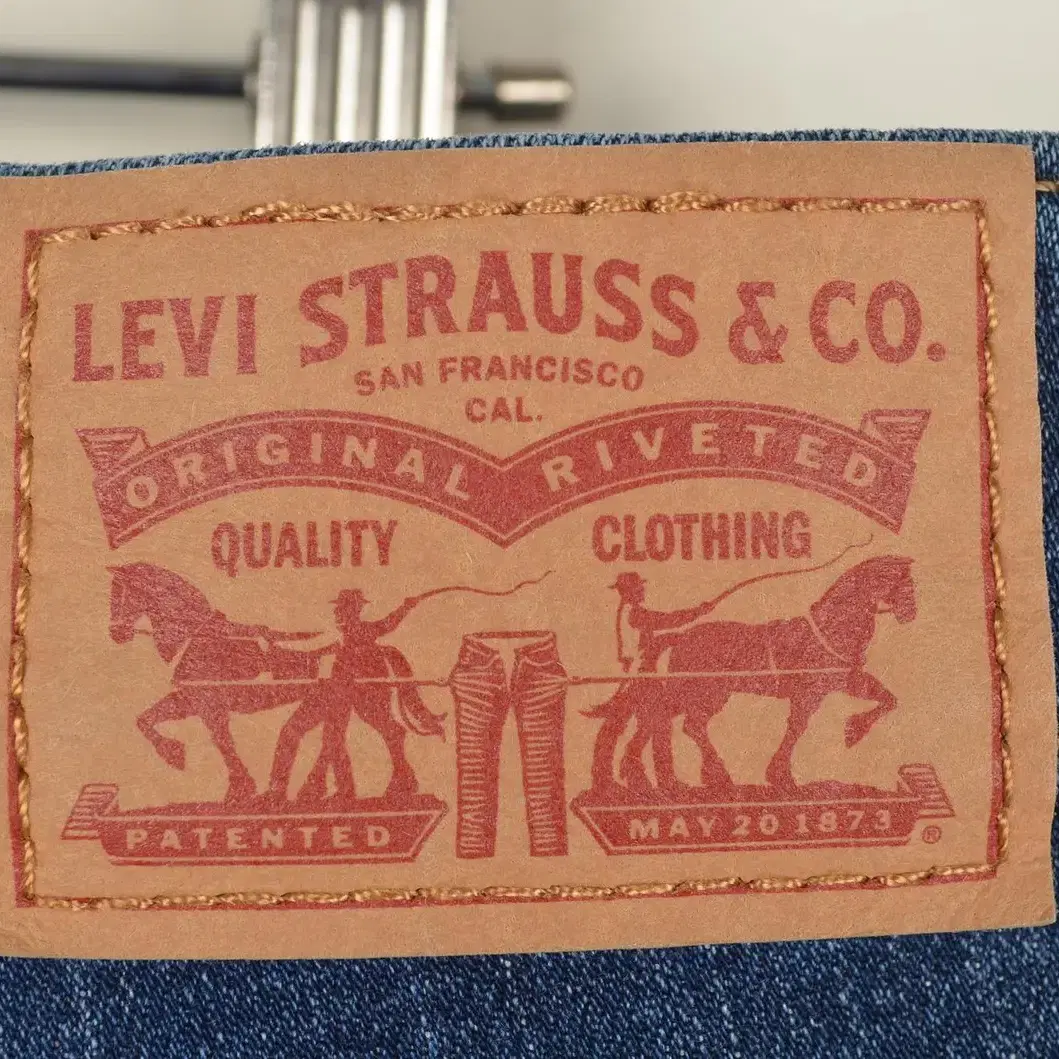 LEVI STRAUSS & CO.
SAN FRANCISCO
CAL.
ORIGINAL RIVETED
QUALITY CLOTHING
PATENTED MAY 20 1873 ®